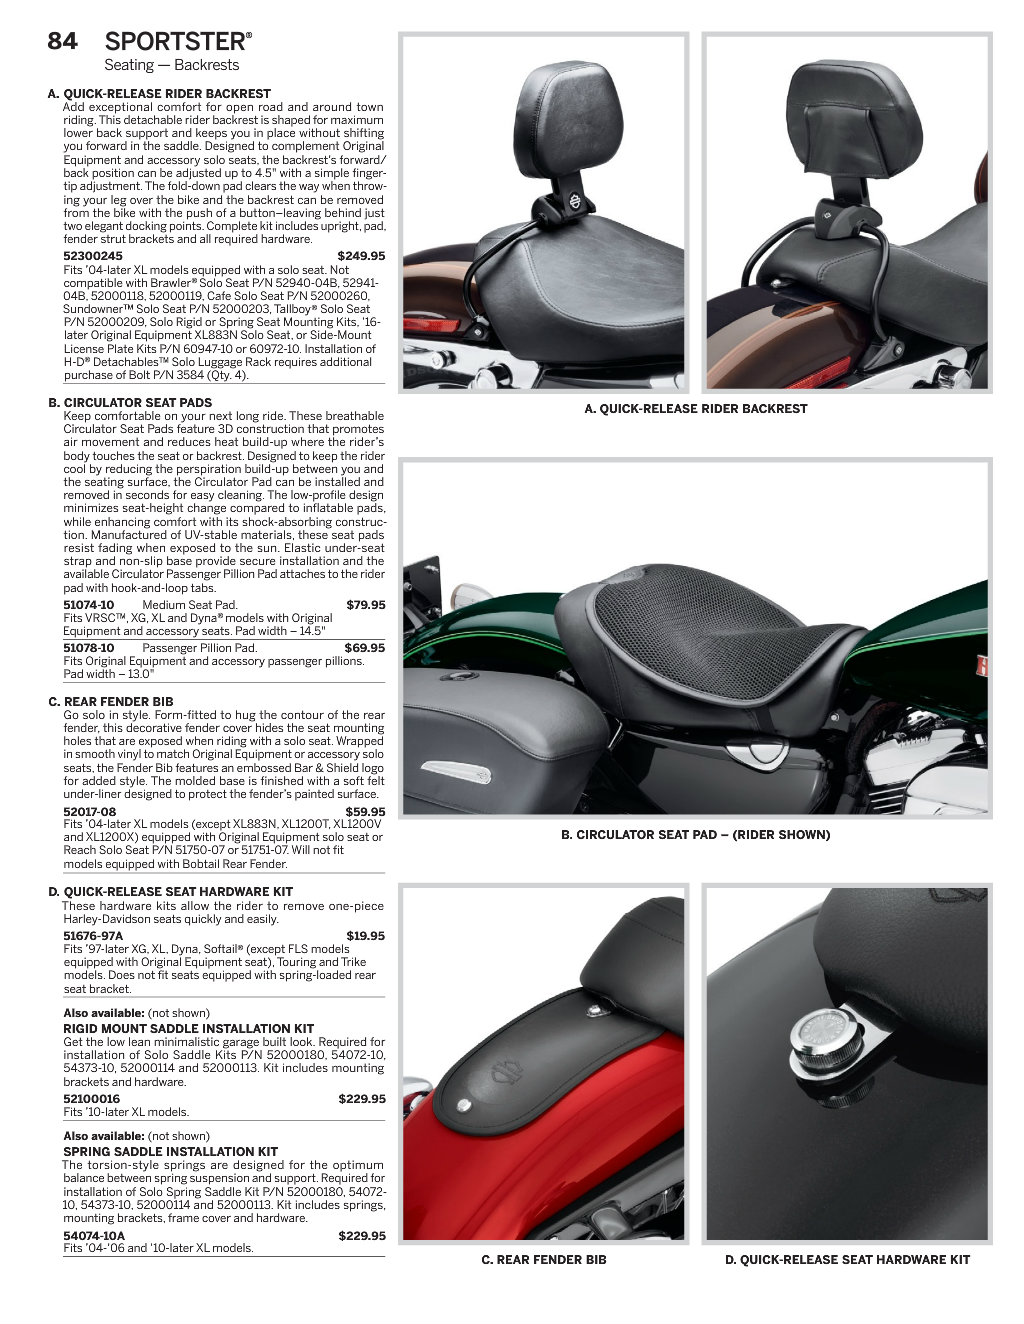 84 SPORTSTER®
Seating — Backrests
A. QUICK-RELEASE RIDER BACKREST
Add exceptional comfort for open road and around town
riding. This detachable rider backrest is shaped for maximum
lower back support and keeps you in place without shifting
you forward in the saddle. Designed to complement Original
Equipment and accessory solo seats, the backrest's forward/
back position can be adjusted up to 4.5" with a simple finger-
tip adjustment. The fold-down pad clears the way when throw-
ing your leg over the bike and the backrest can be removed
from the bike with the push of a button–leaving behind just
two elegant docking points. Complete kit includes upright, pad,
fender strut brackets and all required hardware.
52300245 $249.95
Fits '04-later XL models equipped with a solo seat. Not
compatible with Brawler® Solo Seat P/N 52940-04B, 52941-
04B, 52000118, 52000119, Cafe Solo Seat P/N 52000260,
Sundowner™ Solo Seat P/N 52000203, Tallboy® Solo Seat
P/N 52000209, Solo Rigid or Spring Seat Mounting Kits, '16-
later Original Equipment XL883N Solo Seat, or Side-Mount
License Plate Kits P/N 60947-10 or 60972-10. Installation of
H-D® Detachables™ Solo Luggage Rack requires additional
purchase of Bolt P/N 3584 (Qty. 4).
B. CIRCULATOR SEAT PADS
Keep comfortable on your next long ride. These breathable
Circulator Seat Pads feature 3D construction that promotes
air movement and reduces heat build-up where the rider's
body touches the seat or backrest. Designed to keep the rider
cool by reducing the perspiration build-up between you and
the seating surface, the Circulator Pad can be installed and
removed in seconds for easy cleaning. The low-profile design
minimizes seat-height change compared to inflatable pads,
while enhancing comfort with its shock-absorbing construc-
tion. Manufactured of UV-stable materials, these seat pads
resist fading when exposed to the sun. Elastic under-seat
strap and non-slip base provide secure installation and the
available Circulator Passenger Pillion Pad attaches to the rider
pad with hook-and-loop tabs.
51074-10 Medium Seat Pad. $79.95
Fits VRSC™, XG, XL and Dyna® models with Original
Equipment and accessory seats. Pad width – 14.5"
51078-10 Passenger Pillion Pad. $69.95
Fits Original Equipment and accessory passenger pillions.
Pad width – 13.0"
C. REAR FENDER BIB
Go solo in style. Form-fitted to hug the contour of the rear
fender, this decorative fender cover hides the seat mounting
holes that are exposed when riding with a solo seat. Wrapped
in smooth vinyl to match Original Equipment or accessory solo
seats, the Fender Bib features an embossed Bar & Shield logo
for added style. The molded base is finished with a soft felt
under-liner designed to protect the fender's painted surface.
52017-08 $59.95
Fits '04-later XL models (except XL883N, XL1200T, XL1200V
and XL1200X) equipped with Original Equipment solo seat or
Reach Solo Seat P/N 51750-07 or 51751-07. Will not fit
models equipped with Bobtail Rear Fender.
D. QUICK-RELEASE SEAT HARDWARE KIT
These hardware kits allow the rider to remove one-piece
Harley-Davidson seats quickly and easily.
51676-97A $19.95
Fits '97-later XG, XL, Dyna, Softail® (except FLS models
equipped with Original Equipment seat), Touring and Trike
models. Does not fit seats equipped with spring-loaded rear
seat bracket.
Also available: (not shown)
RIGID MOUNT SADDLE INSTALLATION KIT
Get the low lean minimalistic garage built look. Required for
installation of Solo Saddle Kits P/N 52000180, 54072-10,
54373-10, 52000114 and 52000113. Kit includes mounting
brackets and hardware.
52100016 $229.95
Fits '10-later XL models.
Also available: (not shown)
SPRING SADDLE INSTALLATION KIT
The torsion-style springs are designed for the optimum
balance between spring suspension and support. Required for
installation of Solo Spring Saddle Kit P/N 52000180, 54072-
10, 54373-10, 52000114 and 52000113. Kit includes springs,
mounting brackets, frame cover and hardware.
54074-10A $229.95
Fits '04-'06 and '10-later XL models.
A. QUICK-RELEASE RIDER BACKREST
B. CIRCULATOR SEAT PAD – (RIDER SHOWN)
C. REAR FENDER BIB
D. QUICK-RELEASE SEAT HARDWARE KIT